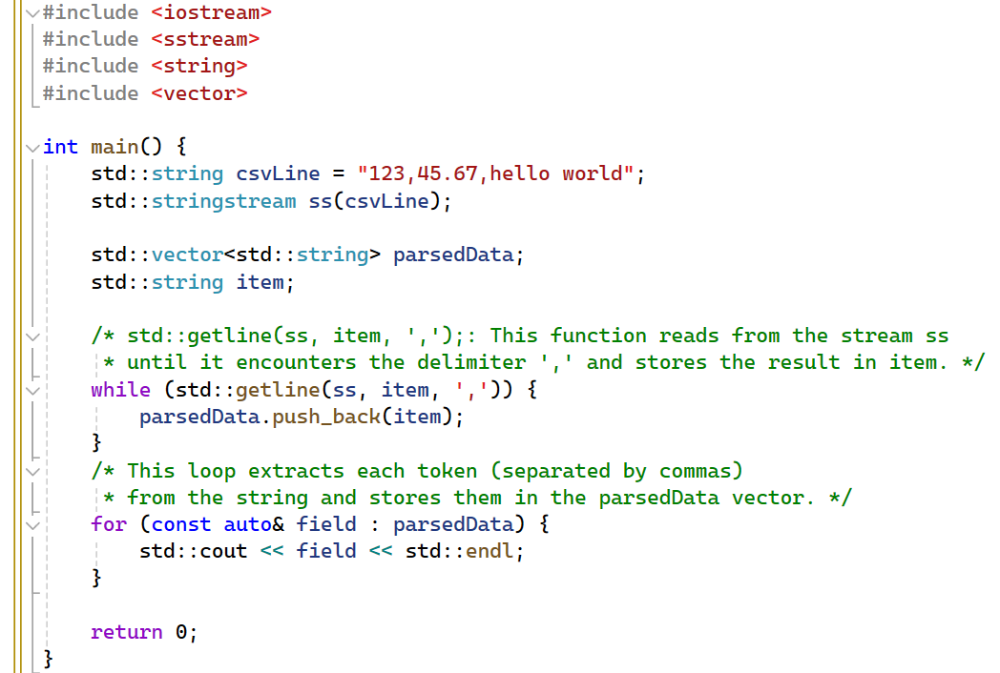 #include <iostream>
#include <sstream>
#include <string>
#include <vector>
int main() {
std::string csvLine = "123,45.67,hello world";
std::stringstream ss(csvLine);
std::vector<std::string> parsedData;
std::string item;
/* std::getline(ss, item, ',');: This function reads from the stream ss
* until it encounters the delimiter ',' and stores the result in item. */
while (std::getline(ss, item, ',')) {
parsedData.push_back(item);
}
/* This loop extracts each token (separated by commas)
* from the string and stores them in the parsedData vector. */
for (const auto& field : parsedData) {
std::cout << field << std::endl;
}
return 0;
}